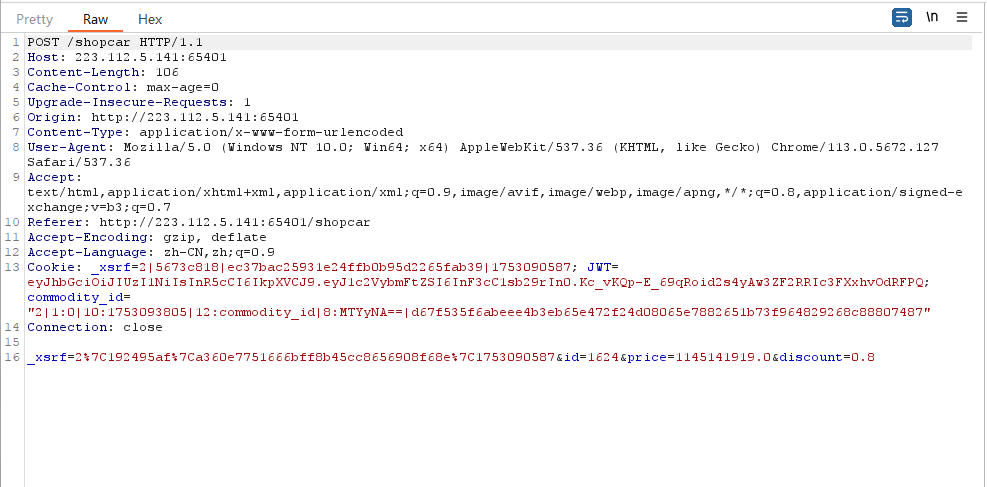 Pretty Raw Hex \n
1 POST /shopcar HTTP/1.1
2 Host: 223.112.5.141:65401
3 Content-Length: 106
4 Cache-Control: max-age=0
5 Upgrade-Insecure-Requests: 1
6 Origin: http://223.112.5.141:65401
7 Content-Type: application/x-www-form-urlencoded
8 User-Agent: Mozilla/5.0 (Windows NT 10.0; Win64; x64) AppleWebKit/537.36 (KHTML, like Gecko) Chrome/113.0.5672.127
Safari/537.36
9 Accept:
text/html,application/xhtml+xml,application/xml;q=0.9,image/avif,image/webp,image/apng,*/*;q=0.8,application/signed-e
xchange;v=b3;q=0.7
10 Referer: http://223.112.5.141:65401/shopcar
11 Accept-Encoding: gzip, deflate
12 Accept-Language: zh-CN,zh;q=0.9
13 Cookie: _xsrf=2|5673c818|ec37bac25931e24ffb0b95d2265fab39|1753090587; JWT=
eyJhbGciOiJIUzI1NiIsInR5cCI6IkpXVCJ9.eyJ1c2VybmFtZSI6InF3cC1sb29rIn0.Kc_vKQp-E_69qRoid2s4yAw3ZF2RRIc3FXxhvOdRFPQ;
commodity_id=
"2|1:0|10:1753093805|12:commodity_id|8:MTYyNA==|d67f535f6abeee4b3eb65e472f24d08065e7882651b73f964829268c88807487"
14 Connection: close
15
16 _xsrf=2%7C192495af%7Ca360e7751666bff8b45cc8656908f68e%7C1753090587&id=1624&price=1145141919.0&discount=0.8